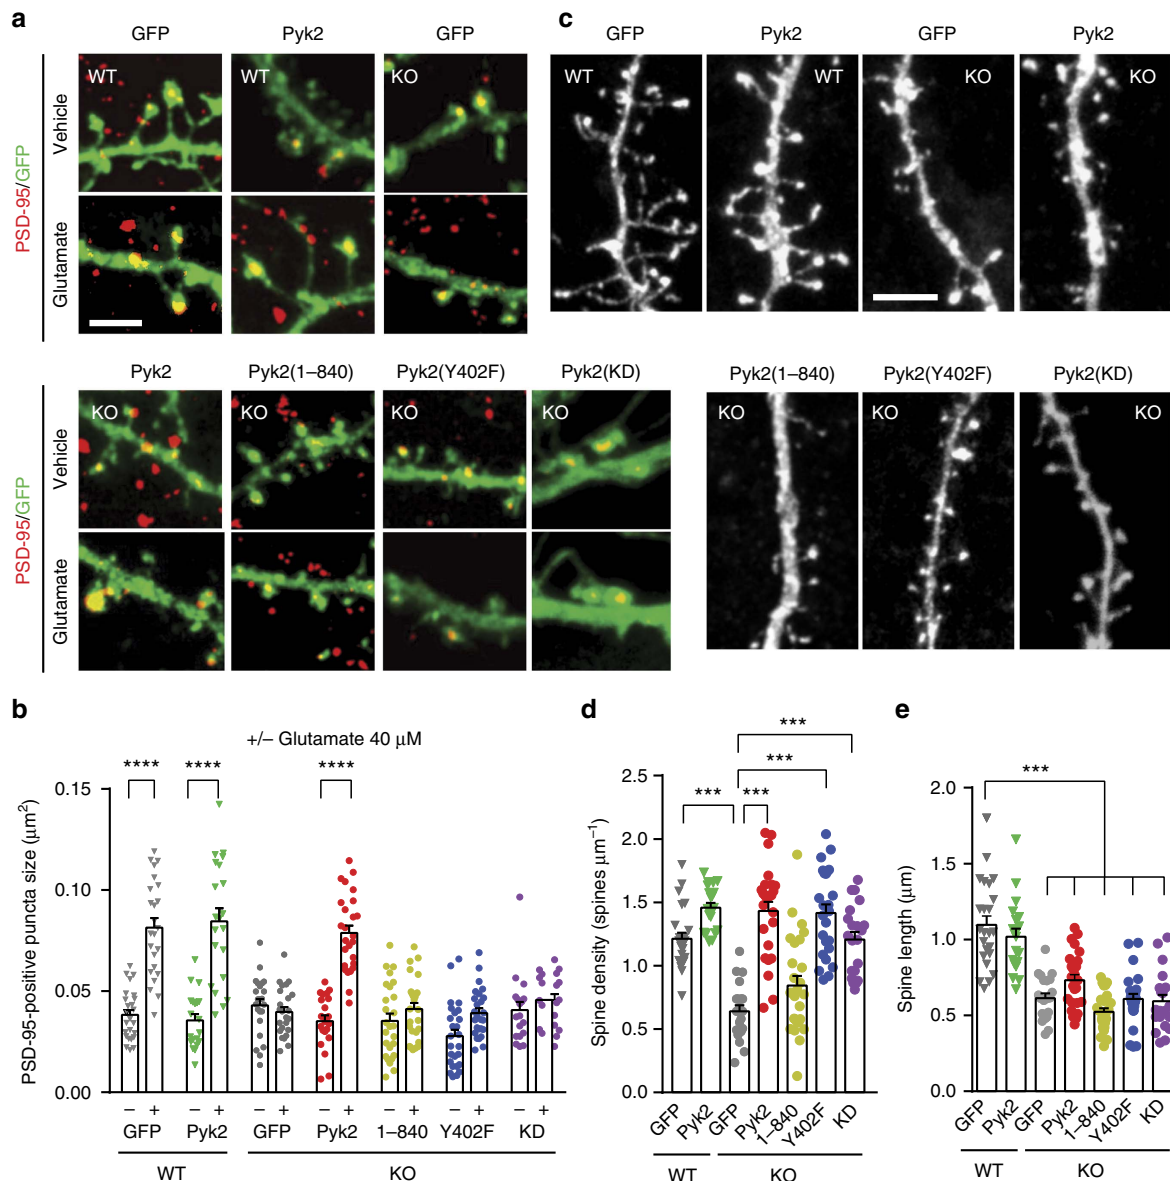 a
GFP Pyk2 GFP
WT WT KO
PSD-95/GFP
Vehicle
Glutamate
Pyk2 Pyk2(1–840) Pyk2(Y402F) Pyk2(KD)
KO KO KO KO
PSD-95/GFP
Vehicle
Glutamate
c
GFP Pyk2 GFP Pyk2
WT WT KO KO
Pyk2(1–840) Pyk2(Y402F) Pyk2(KD)
KO KO KO
b
+/– Glutamate 40 μM
**** **** ****
PSD-95-positive puncta size (μm²)
0.15
0.10
0.05
0.00
– + – + – + – + – + – + – +
GFP Pyk2 GFP Pyk2 1–840 Y402F KD
WT KO
d
***
***
*** ***
Spine density (spines μm⁻¹)
2.5
2.0
1.5
1.0
0.5
0.0
GFP Pyk2 GFP Pyk2 1–840 Y402F KD
WT KO
e
***
Spine length (μm)
2.0
1.5
1.0
0.5
0.0
GFP Pyk2 GFP Pyk2 1–840 Y402F KD
WT KO